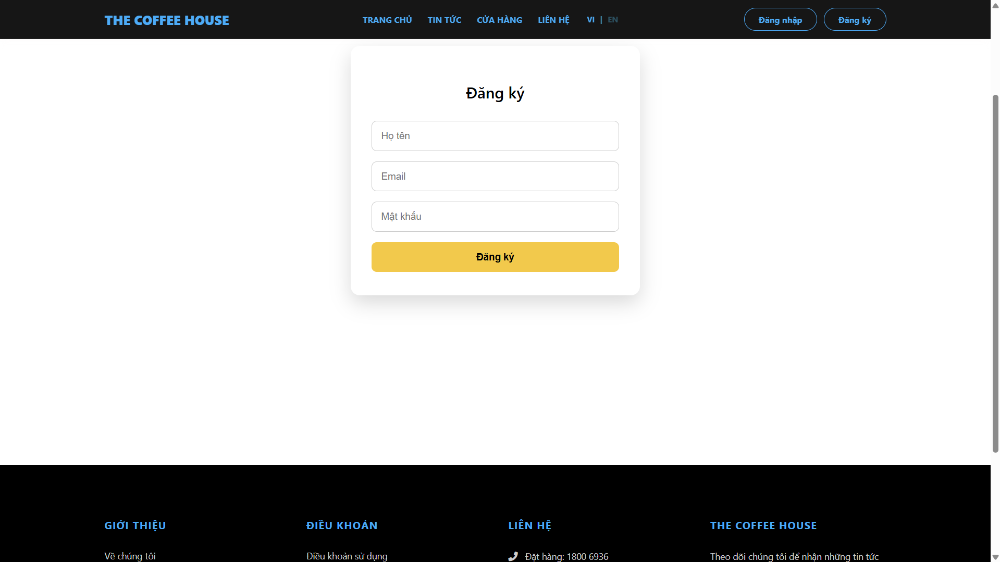 THE COFFEE HOUSE
TRANG CHỦ
TIN TỨC
CỬA HÀNG
LIÊN HỆ
VI | EN
Đăng nhập
Đăng ký
Đăng ký
Họ tên
Email
Mật khẩu
Đăng ký
GIỚI THIỆU
Về chúng tôi
ĐIỀU KHOẢN
Điều khoản sử dụng
LIÊN HỆ
Đặt hàng: 1800 6936
THE COFFEE HOUSE
Theo dõi chúng tôi để nhận những tin tức